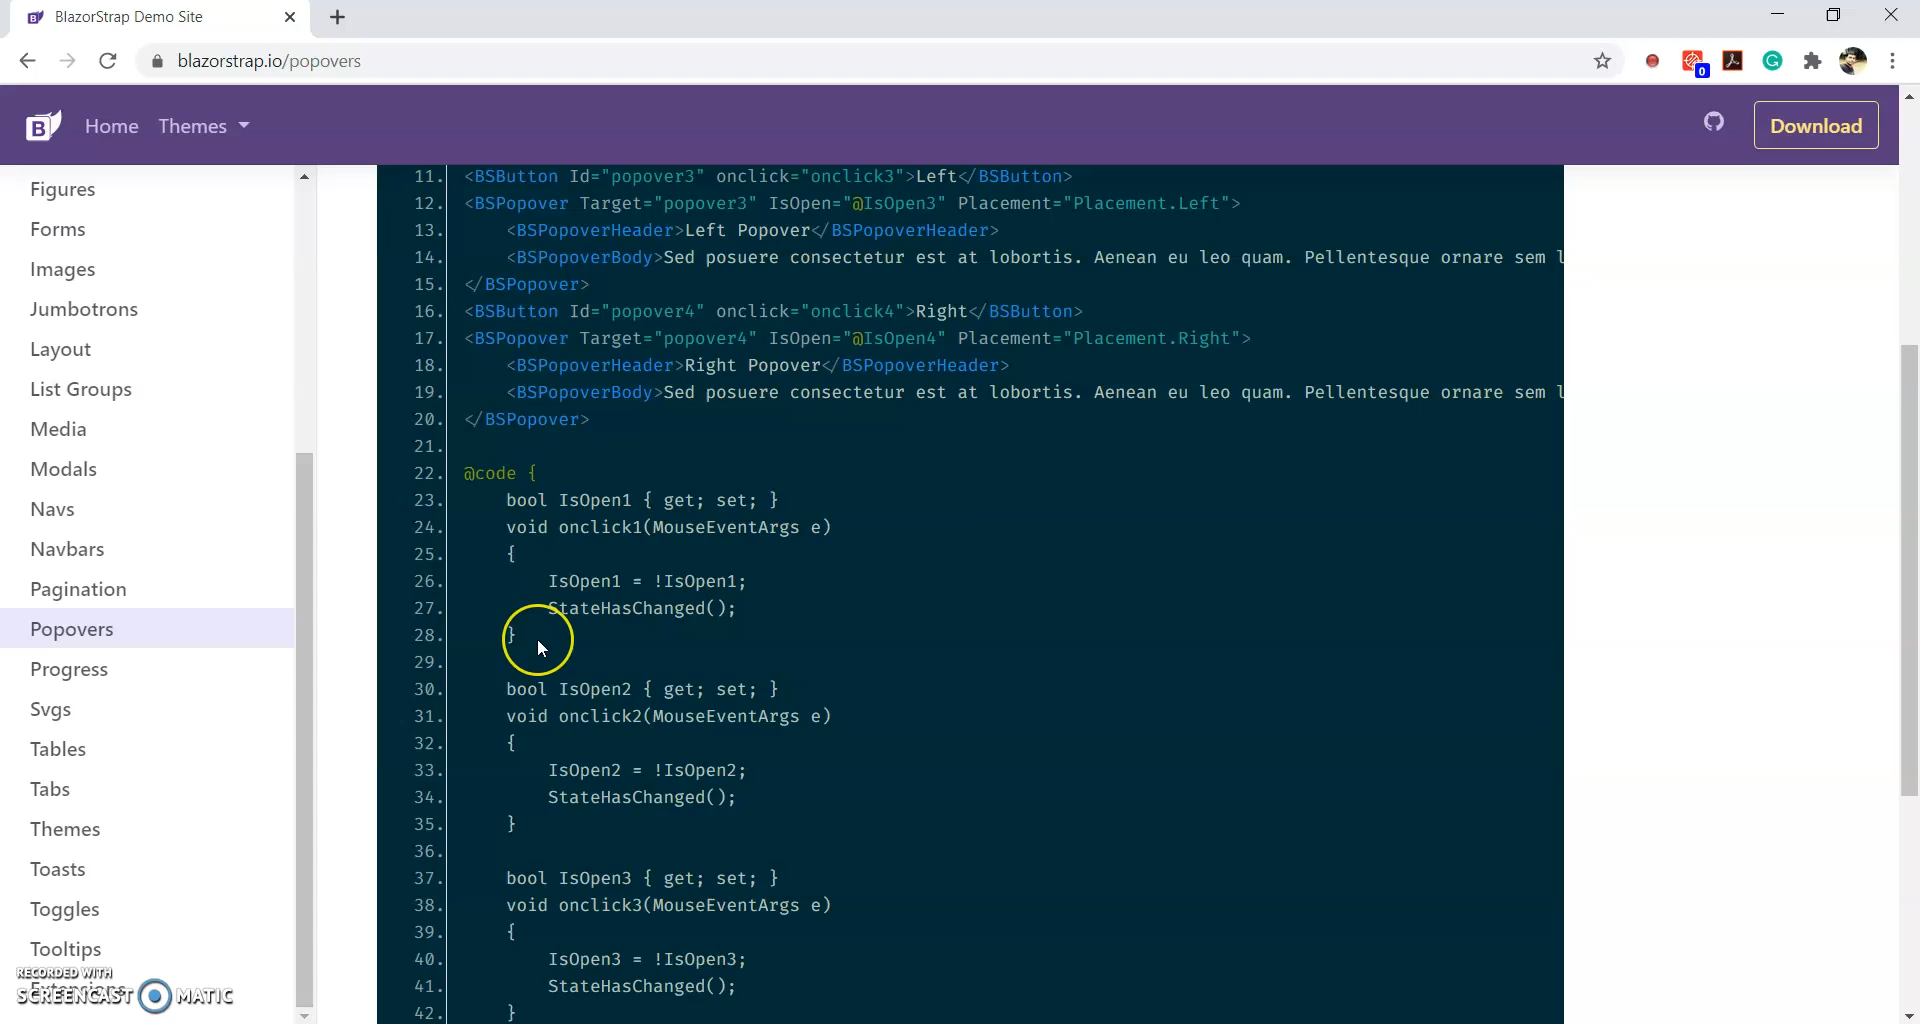 BlazorStrap Demo Site
blazorstrap.io/popovers
0
B
Home Themes
Download
Figures
Forms
Images
Jumbotrons
Layout
List Groups
Media
Modals
Navs
Navbars
Pagination
Popovers
Progress
Svgs
Tables
Tabs
Themes
Toasts
Toggles
Tooltips
Extensions
RECORDED WITH
SCREENCAST MATIC
11. <BSButton Id="popover3" onclick="onclick3">Left</BSButton>
12. <BSPopover Target="popover3" IsOpen="@IsOpen3" Placement="Placement.Left">
13. <BSPopoverHeader>Left Popover</BSPopoverHeader>
14. <BSPopoverBody>Sed posuere consectetur est at lobortis. Aenean eu leo quam. Pellentesque ornare sem l
15. </BSPopover>
16. <BSButton Id="popover4" onclick="onclick4">Right</BSButton>
17. <BSPopover Target="popover4" IsOpen="@IsOpen4" Placement="Placement.Right">
18. <BSPopoverHeader>Right Popover</BSPopoverHeader>
19. <BSPopoverBody>Sed posuere consectetur est at lobortis. Aenean eu leo quam. Pellentesque ornare sem l
20. </BSPopover>
21.
22. @code {
23. bool IsOpen1 { get; set; }
24. void onclick1(MouseEventArgs e)
25. {
26. IsOpen1 = !IsOpen1;
27. StateHasChanged();
28. }
29.
30. bool IsOpen2 { get; set; }
31. void onclick2(MouseEventArgs e)
32. {
33. IsOpen2 = !IsOpen2;
34. StateHasChanged();
35. }
36.
37. bool IsOpen3 { get; set; }
38. void onclick3(MouseEventArgs e)
39. {
40. IsOpen3 = !IsOpen3;
41. StateHasChanged();
42. }